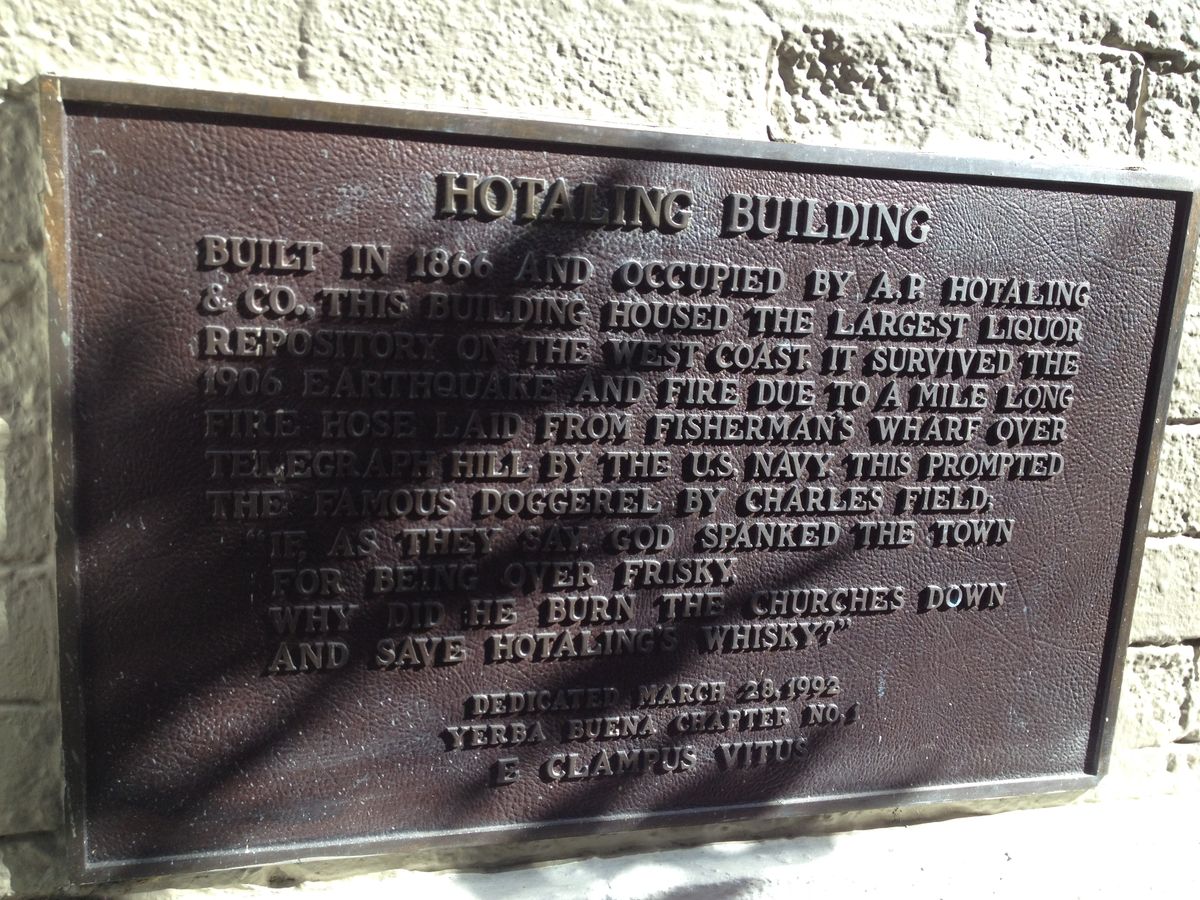 HOTALING BUILDING
BUILT IN 1866 AND OCCUPIED BY A.P. HOTALING
& CO., THIS BUILDING HOUSED THE LARGEST LIQUOR
REPOSITORY ON THE WEST COAST. IT SURVIVED THE
1906 EARTHQUAKE AND FIRE DUE TO A MILE LONG
FIRE HOSE LAID FROM FISHERMAN'S WHARF OVER
TELEGRAPH HILL BY THE U.S. NAVY. THIS PROMPTED
THE FAMOUS DOGGEREL BY CHARLES FIELD;
"IF, AS THEY SAY, GOD SPANKED THE TOWN
FOR BEING OVER FRISKY.
WHY DID HE BURN THE CHURCHES DOWN
AND SAVE HOTALING'S WHISKY?"
DEDICATED MARCH 28, 1992
YERBA BUENA CHAPTER NO. 1
E CLAMPUS VITUS